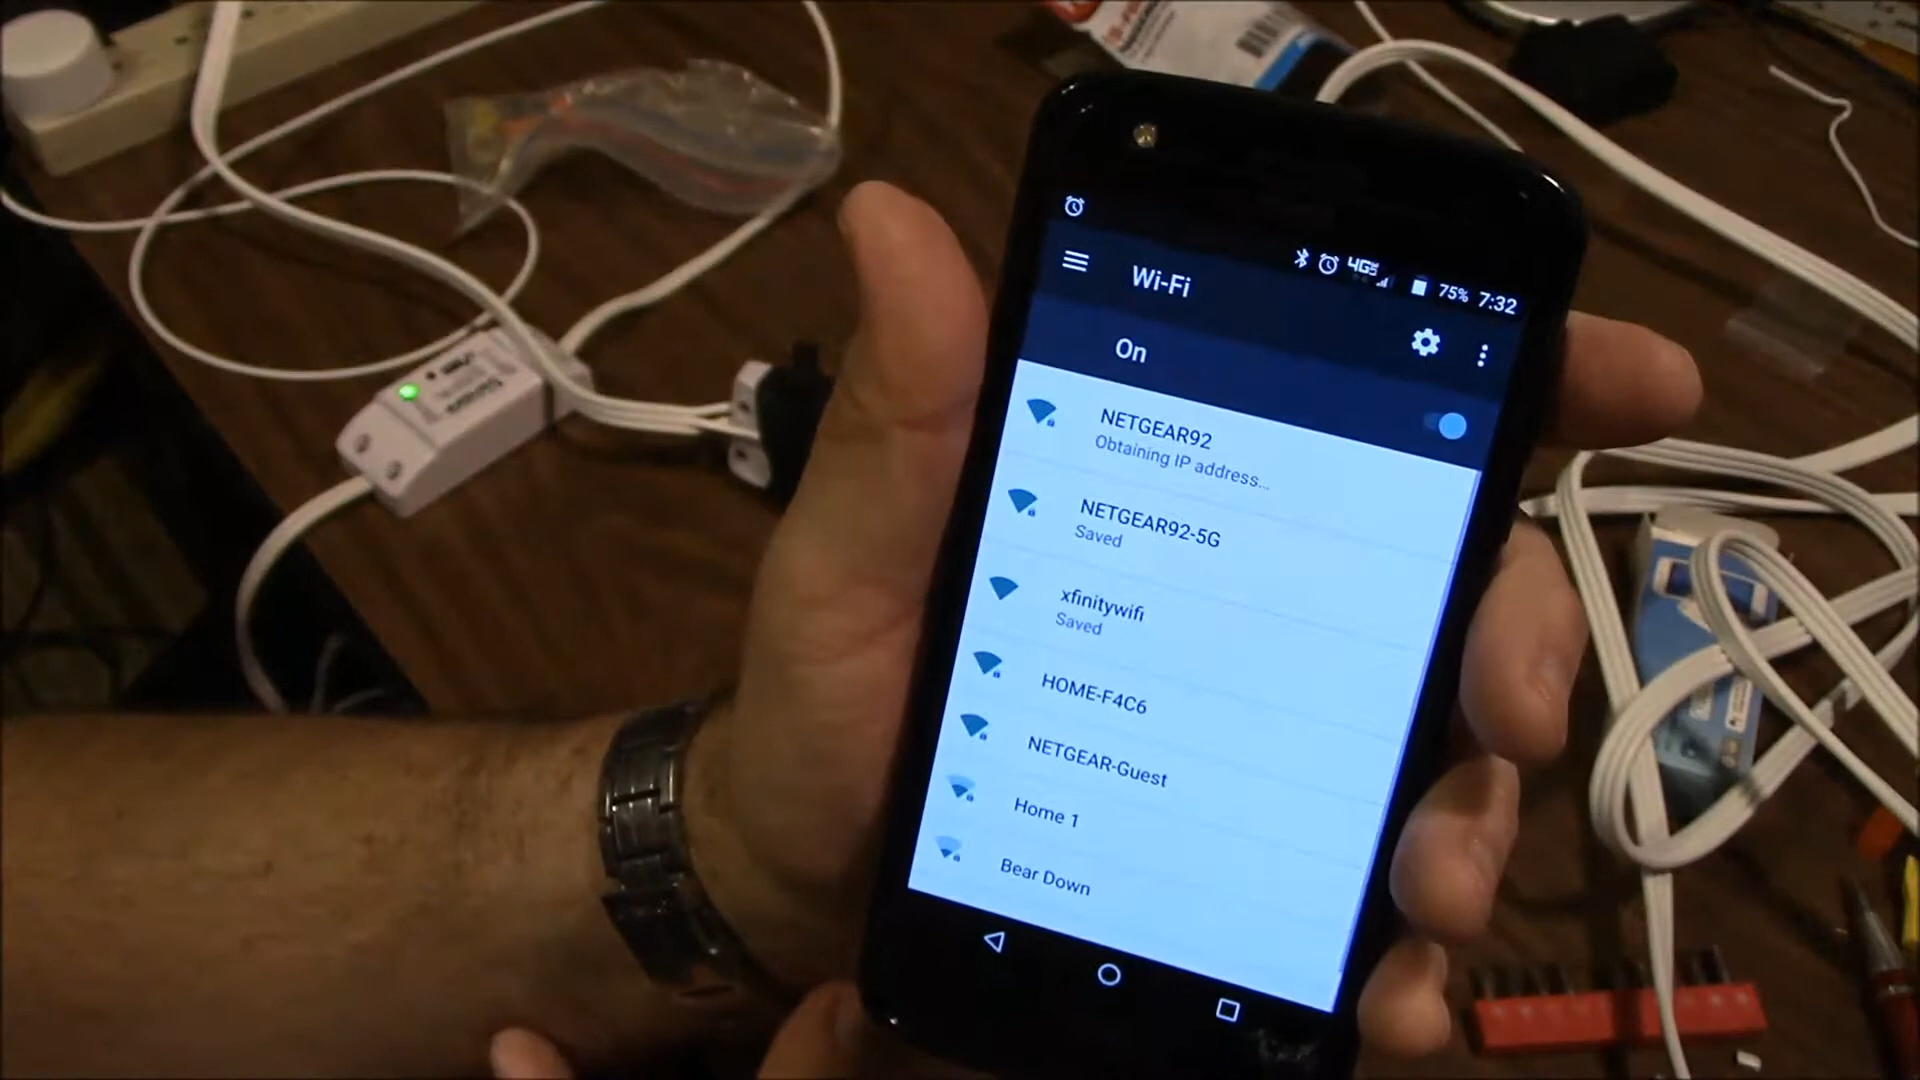 4G
75% 7:32
Wi-Fi
On
NETGEAR92
Obtaining IP address...
NETGEAR92-5G
Saved
xfinitywifi
Saved
HOME-F4C6
NETGEAR-Guest
Home 1
Bear Down